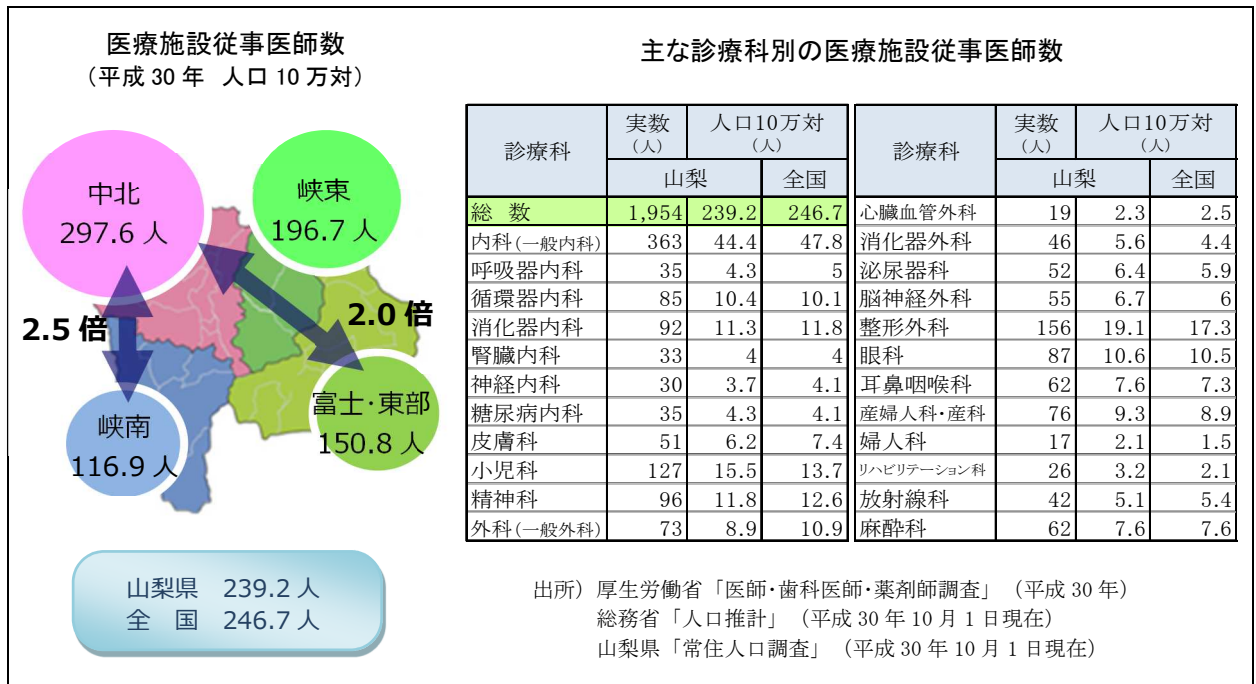 医療施設従事医師数
（平成 30 年 人口 10 万対）
中北
297.6 人
峡東
196.7 人
2.5 倍
2.0 倍
峡南
116.9 人
富士・東部
150.8 人
山梨県 239.2 人
全 国 246.7 人
主な診療科別の医療施設従事医師数
診療科 実数（人） 人口10万対（人） 診療科 実数（人） 人口10万対（人）
山梨 全国 山梨 全国
総 数 1,954 239.2 246.7 心臓血管外科 19 2.3 2.5
内科（一般内科） 363 44.4 47.8 消化器外科 46 5.6 4.4
呼吸器内科 35 4.3 5 泌尿器科 52 6.4 5.9
循環器内科 85 10.4 10.1 脳神経外科 55 6.7 6
消化器内科 92 11.3 11.8 整形外科 156 19.1 17.3
腎臓内科 33 4 4 眼科 87 10.6 10.5
神経内科 30 3.7 4.1 耳鼻咽喉科 62 7.6 7.3
糖尿病内科 35 4.3 4.1 産婦人科・産科 76 9.3 8.9
皮膚科 51 6.2 7.4 婦人科 17 2.1 1.5
小児科 127 15.5 13.7 リハビリテーション科 26 3.2 2.1
精神科 96 11.8 12.6 放射線科 42 5.1 5.4
外科（一般外科） 73 8.9 10.9 麻酔科 62 7.6 7.6
出所）厚生労働省「医師・歯科医師・薬剤師調査」（平成 30 年）
総務省「人口推計」（平成 30 年 10 月 1 日現在）
山梨県「常住人口調査」（平成 30 年 10 月 1 日現在）